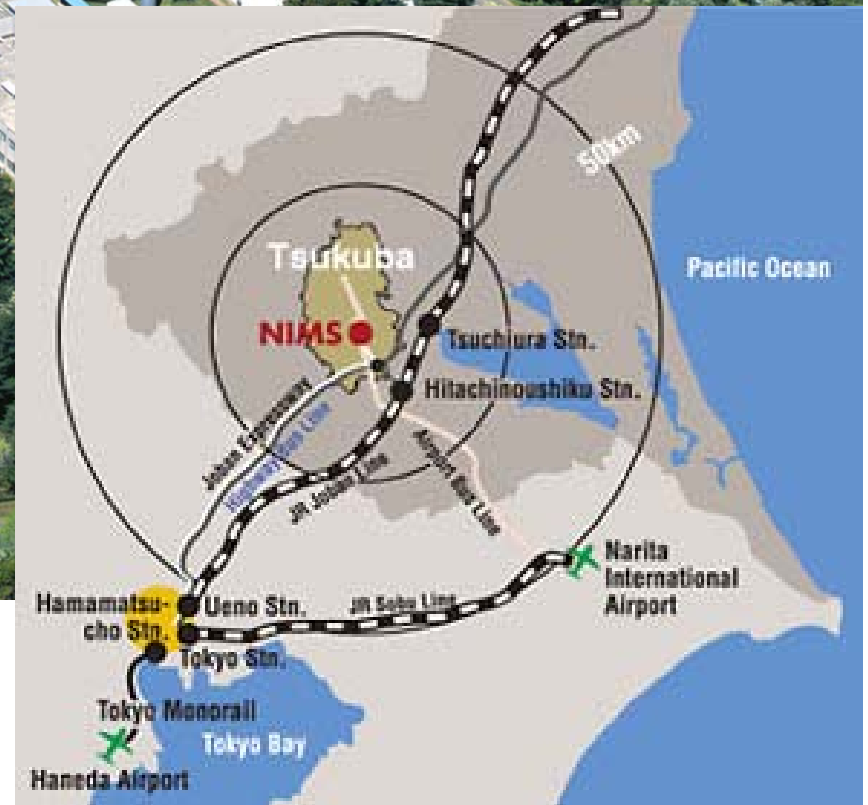 50km
Tsukuba
Pacific Ocean
NIMS
Tsuchiura Stn.
Hitachinoushiku Stn.
Joban Expressway
Highway Bus Line
JR Joban Line
Airport Bus Line
Narita
International
Airport
Hamamatsu-
cho Stn.
Ueno Stn.
JR Sobu Line
Tokyo Stn.
Tokyo Monorail
Tokyo Bay
Haneda Airport